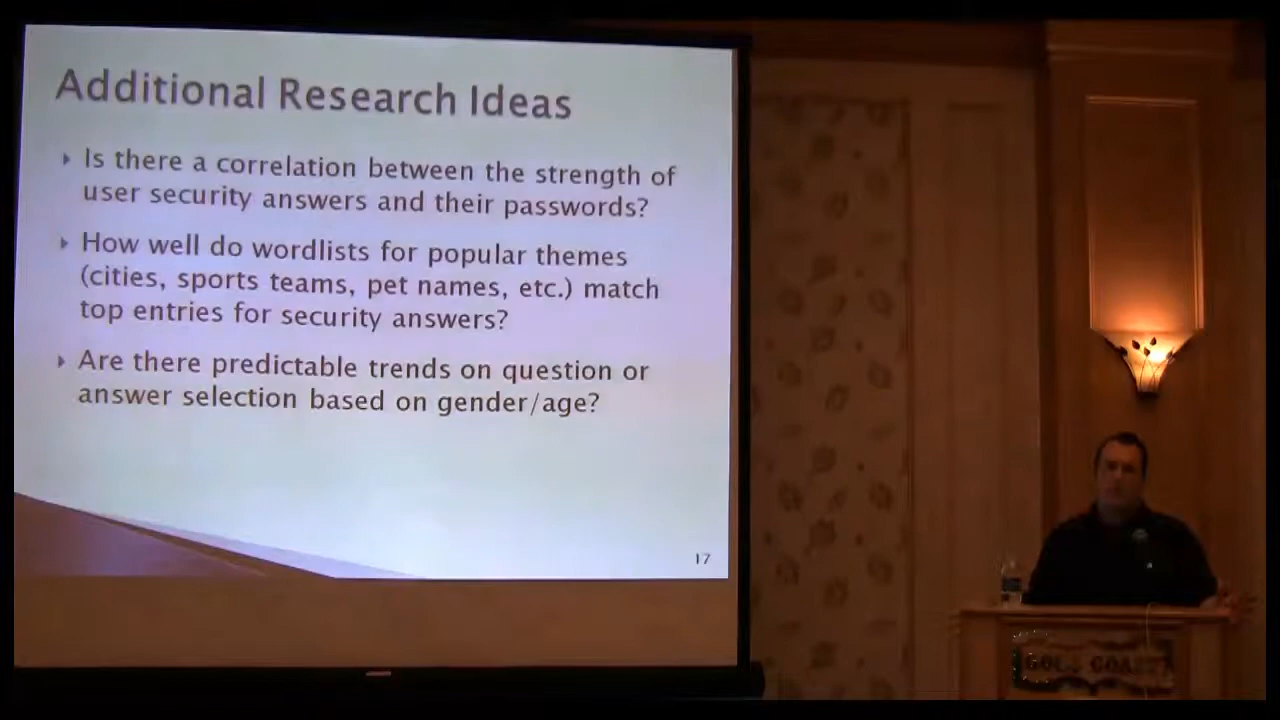 Additional Research Ideas
Is there a correlation between the strength of
user security answers and their passwords?
How well do wordlists for popular themes
(cities, sports teams, pet names, etc.) match
top entries for security answers?
Are there predictable trends on question or
answer selection based on gender/age?
17
GOLD COAST